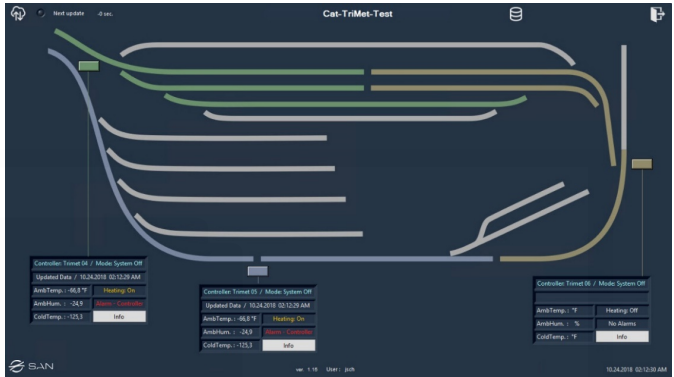 Next update -0 sec.
Cat-TriMet-Test
Controller: Trimet 04 / Mode: System Off
Updated Data / 10.24.2018 02:12:29 AM
AmbTemp. : -66,8 °F Heating: On
AmbHum. : -24,9 Alarm - Controller
ColdTemp. : -125,3 Info
Controller: Trimet 05 / Mode: System Off
Updated Data / 10.24.2018 02:12:29 AM
AmbTemp. : -66,8 °F Heating: On
AmbHum. : -24,9 Alarm - Controller
ColdTemp. : -125,3 Info
Controller: Trimet 06 / Mode: System Off
AmbTemp. : °F Heating: Off
AmbHum. : % No Alarms
ColdTemp. : °F Info
SAN
ver. 1.15 User :
10.24.2018 02:12:30 AM